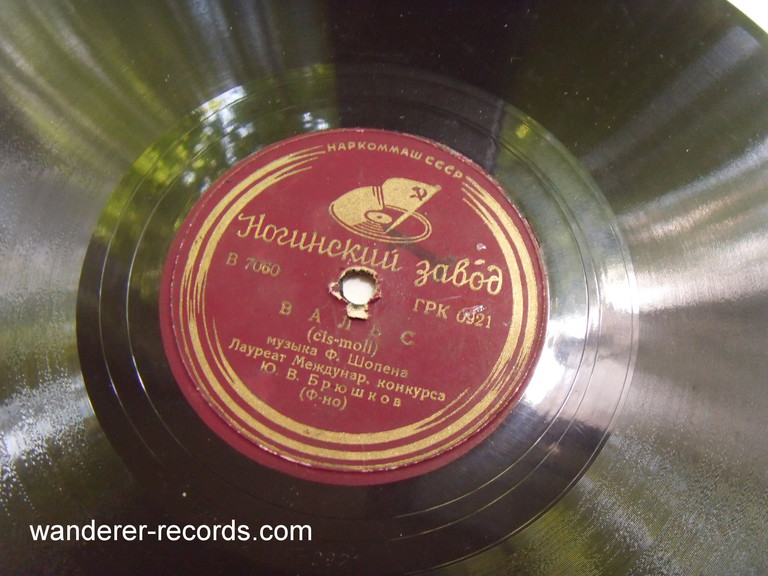 НАРКОММАШ СССР
Ногинский завод
В 7060
ГРК 0921
ВАЛЬС
(cis-moll)
музыка Ф. Шопена
Лауреат Междунар. конкурса
Ю. В. БРЮШКОВ
(Ф-но)
wanderer-records.com